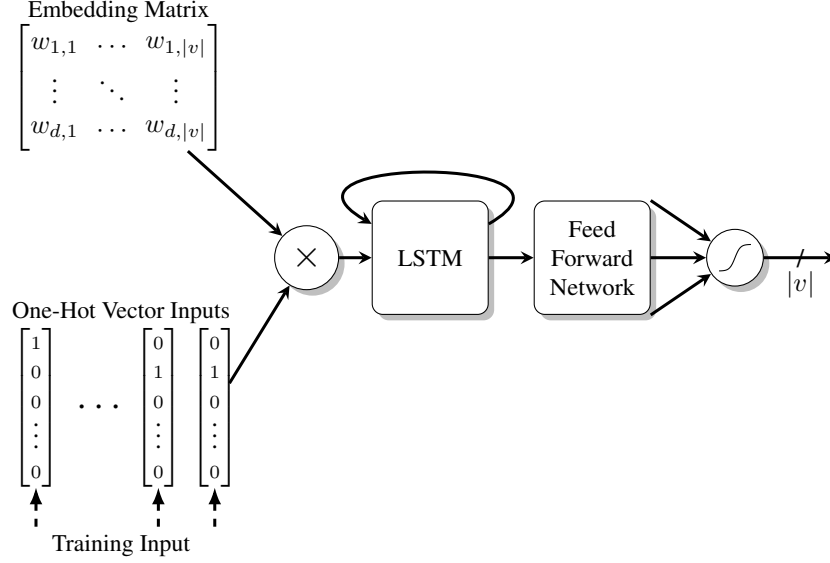 Embedding Matrix
w1,1 ⋯ w1,|v|
⋮ ⋱ ⋮
wd,1 ⋯ wd,|v|
×
LSTM
Feed
Forward
Network
|v|
One-Hot Vector Inputs
1 0 0
0 1 1
0 ⋯ 0 0
⋮ ⋮ ⋮
0 0 0
Training Input